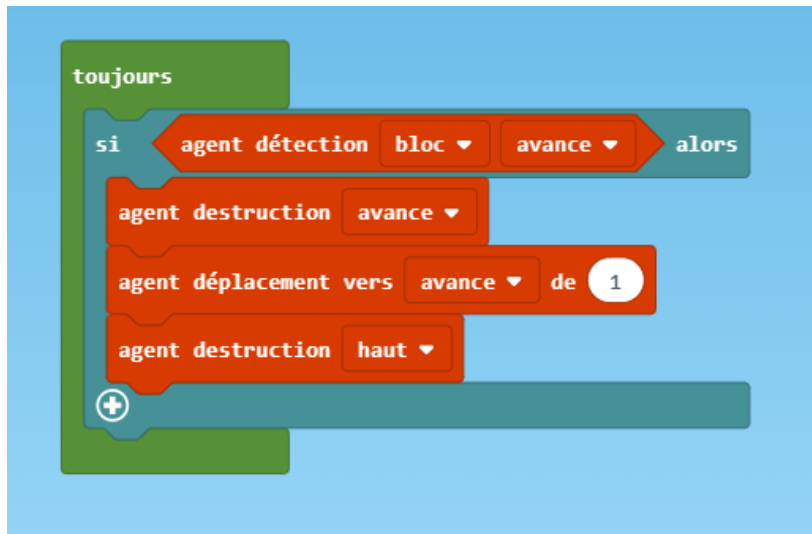 toujours
si agent détection bloc avance alors
agent destruction avance
agent déplacement vers avance de 1
agent destruction haut